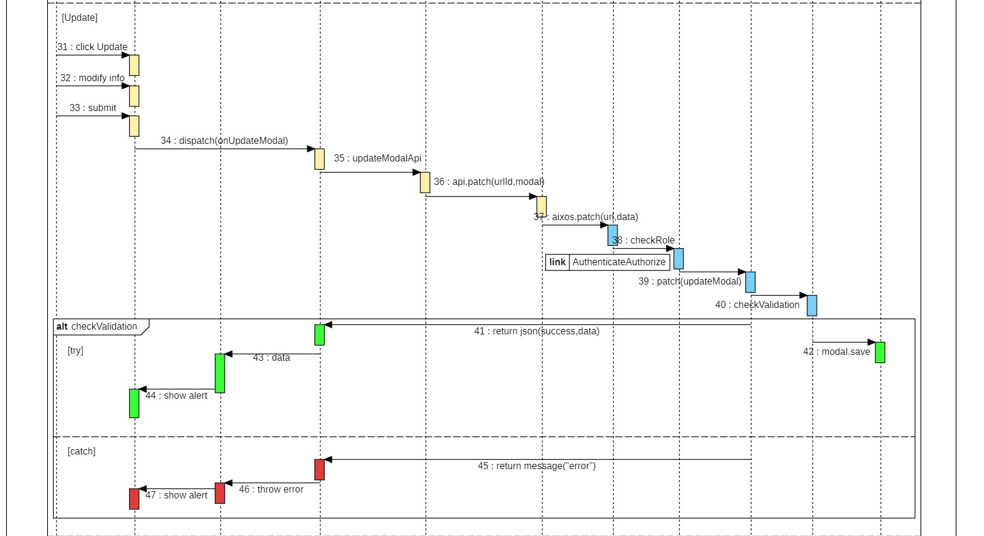 [Update]
31 : click Update
32 : modify info
33 : submit
34 : dispatch(onUpdateModal)
35 : updateModalApi
36 : api.patch(urlId,modal)
37 : aixos.patch(url,data)
38 : checkRole
link AuthenticateAuthorize
39 : patch(updateModal)
40 : checkValidation
alt checkValidation
41 : return json(success,data)
[try]
42 : modal.save
43 : data
44 : show alert
[catch]
45 : return message("error")
46 : throw error
47 : show alert